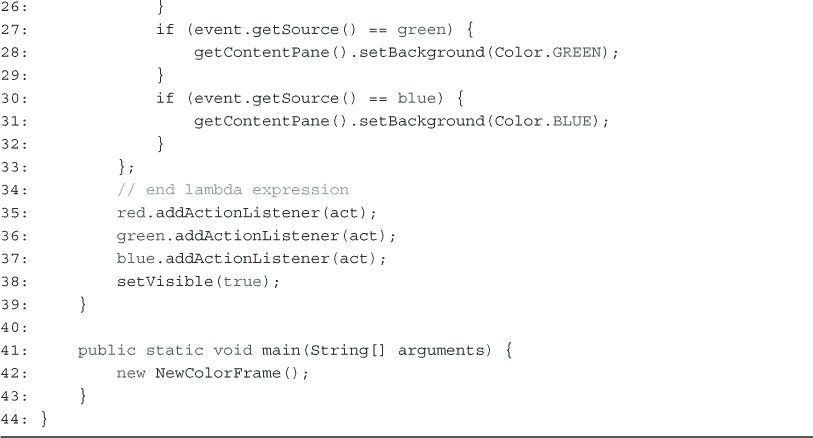 26:             }
27:             if (event.getSource() == green) {
28:                 getContentPane().setBackground(Color.GREEN);
29:             }
30:             if (event.getSource() == blue) {
31:                 getContentPane().setBackground(Color.BLUE);
32:             }
33:         };
34:         // end lambda expression
35:         red.addActionListener(act);
36:         green.addActionListener(act);
37:         blue.addActionListener(act);
38:         setVisible(true);
39:     }
40:
41:     public static void main(String[] arguments) {
42:         new NewColorFrame();
43:     }
44: }